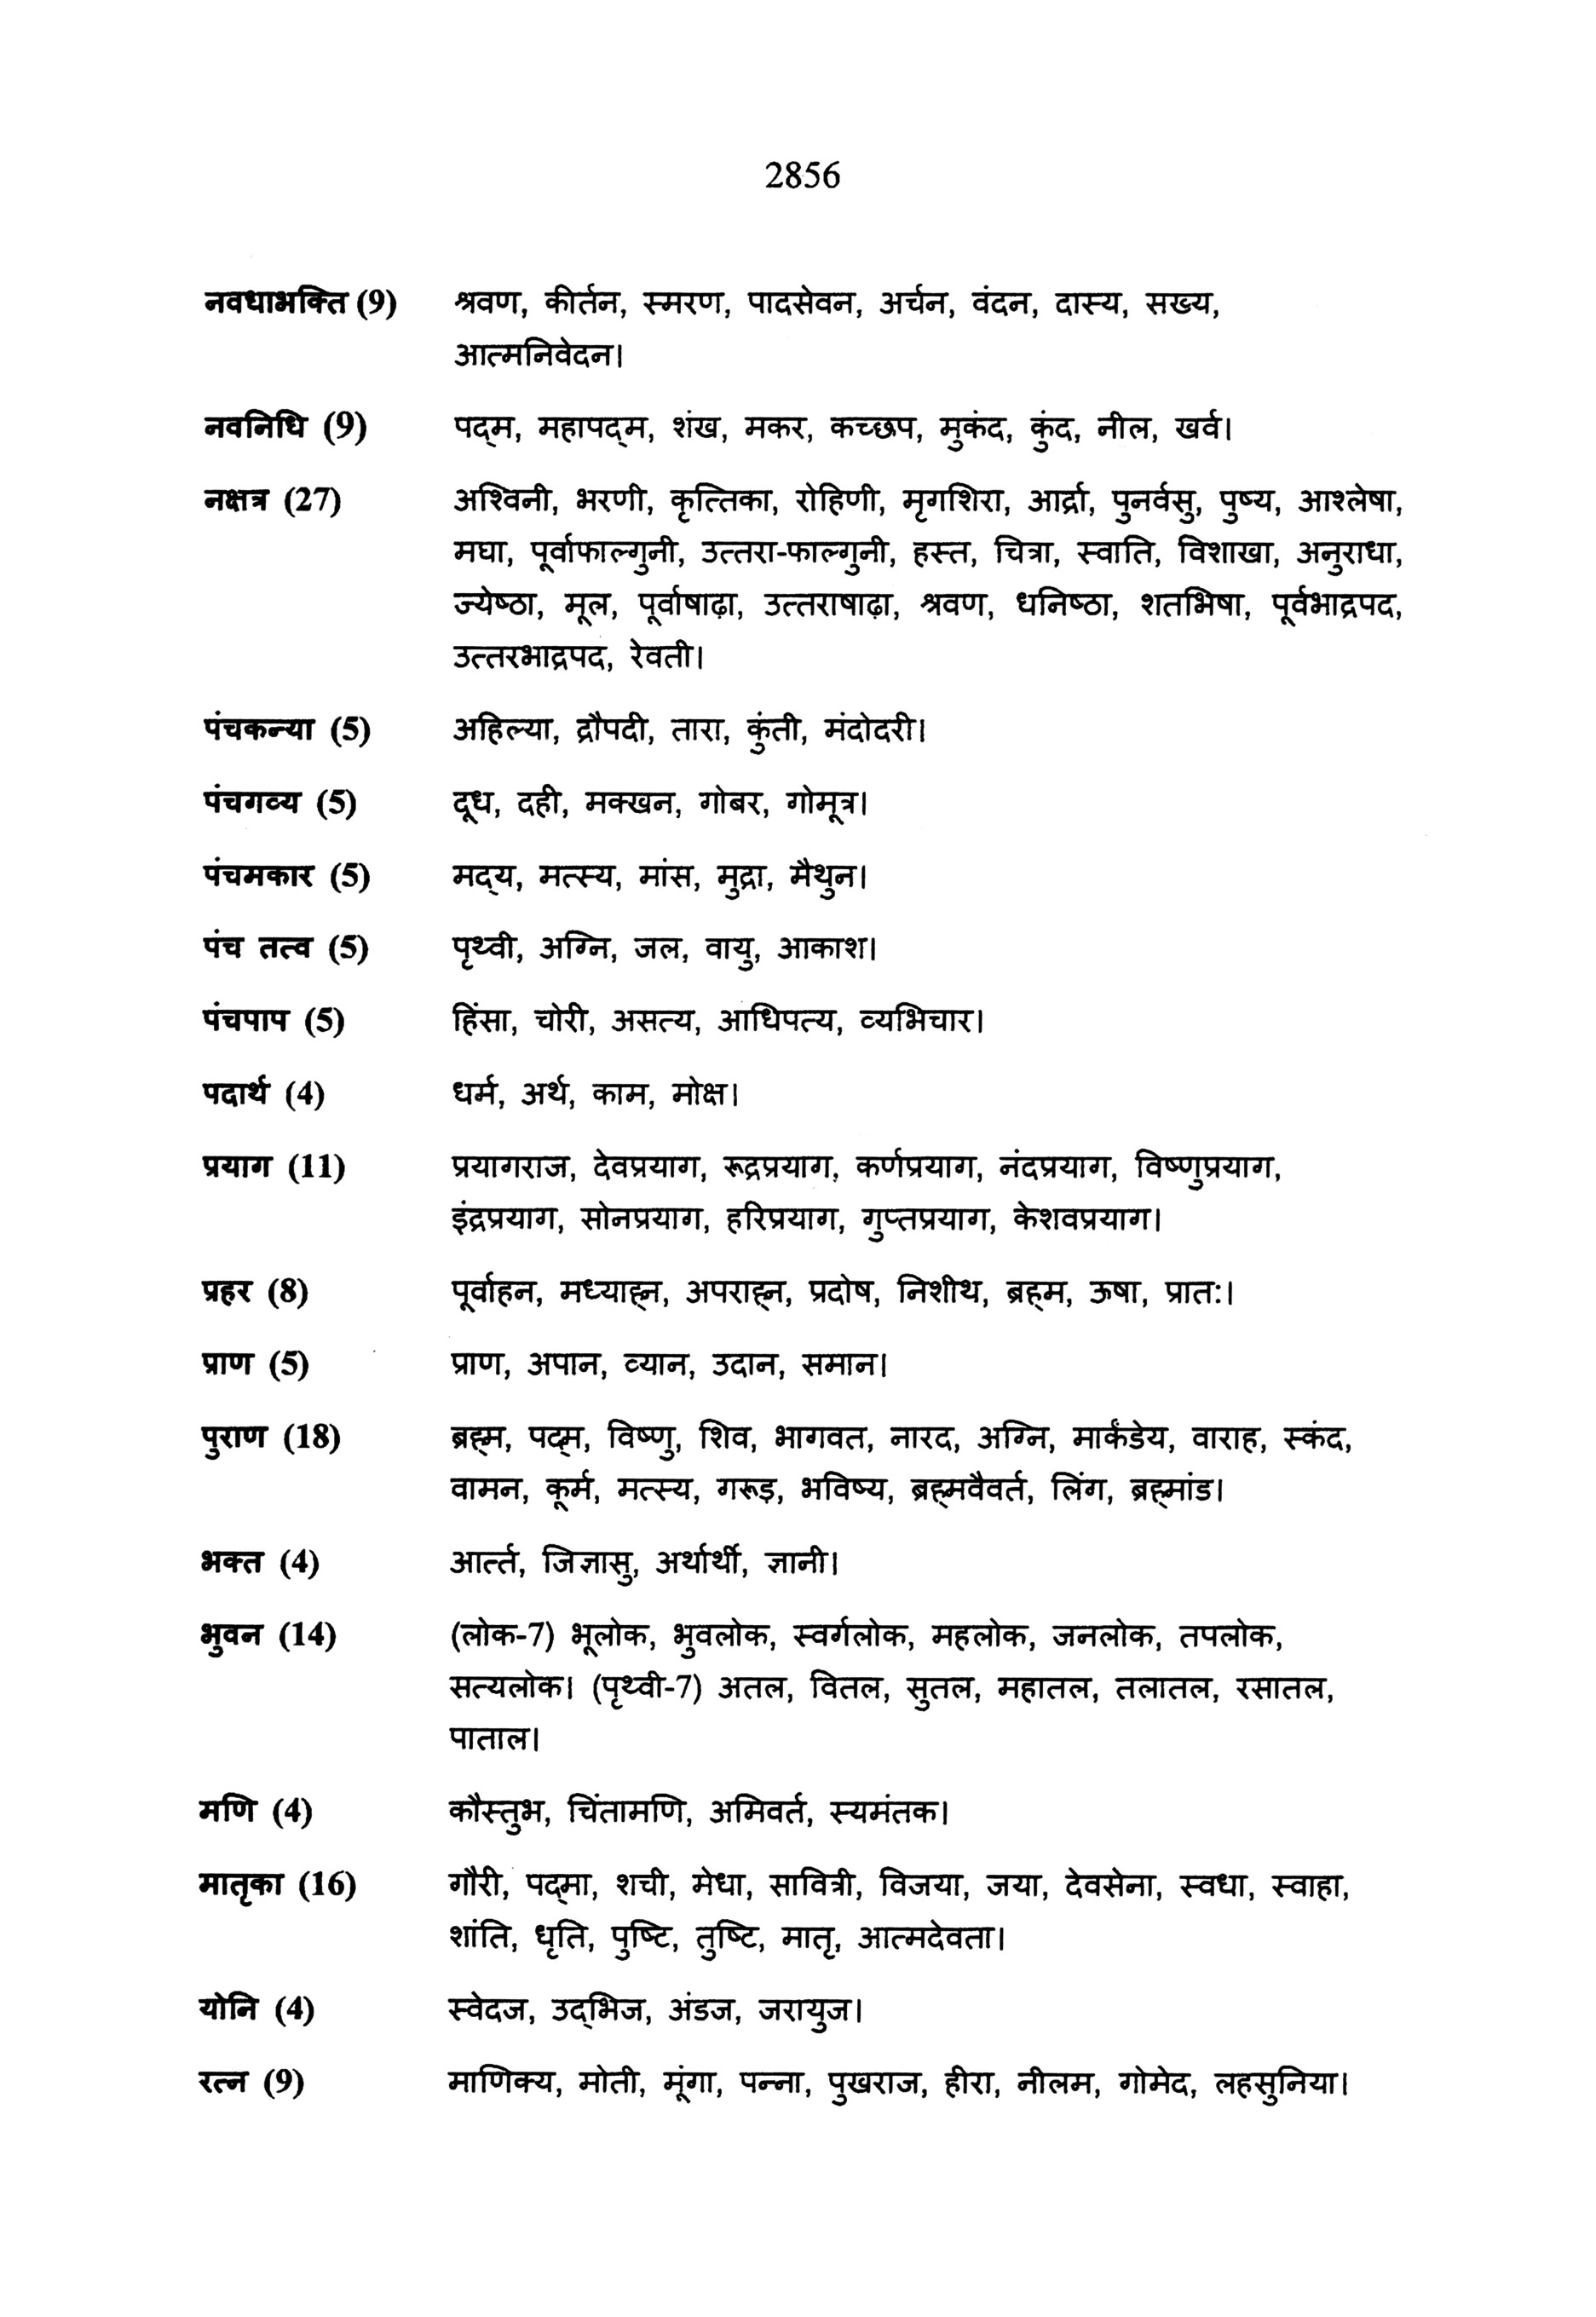 2856
नवधाभक्ति (9) श्रवण, कीर्तन, स्मरण, पादसेवन, अर्चन, वंदन, दास्य, सख्य,
आत्मनिवेदन।
नवनिधि (9) पद्म, महापद्म, शंख, मकर, कच्छप, मुकंद, कुंद, नील, खर्व।
नक्षत्र (27) अश्विनी, भरणी, कृत्तिका, रोहिणी, मृगशिरा, आर्द्रा, पुनर्वसु, पुष्य, आश्लेषा,
मघा, पूर्वाफाल्गुनी, उत्तरा-फाल्गुनी, हस्त, चित्रा, स्वाति, विशाखा, अनुराधा,
ज्येष्ठा, मूल, पूर्वाषाढ़ा, उत्तराषाढ़ा, श्रवण, धनिष्ठा, शतभिषा, पूर्वभाद्रपद,
उत्तरभाद्रपद, रेवती।
पंचकन्या (5) अहिल्या, द्रौपदी, तारा, कुंती, मंदोदरी।
पंचगव्य (5) दूध, दही, मक्खन, गोबर, गोमूत्र।
पंचमकार (5) मद्‌य, मत्स्य, मांस, मुद्रा, मैथुन।
पंच तत्व (5) पृथ्वी, अग्नि, जल, वायु, आकाश।
पंचपाप (5) हिंसा, चोरी, असत्य, आधिपत्य, व्यभिचार।
पदार्थ (4) धर्म, अर्थ, काम, मोक्ष।
प्रयाग (11) प्रयागराज, देवप्रयाग, रूद्रप्रयाग, कर्णप्रयाग, नंदप्रयाग, विष्णुप्रयाग,
इंद्रप्रयाग, सोनप्रयाग, हरिप्रयाग, गुप्तप्रयाग, केशवप्रयाग।
प्रहर (8) पूर्वाहन, मध्याह्न, अपराह्न, प्रदोष, निशीथ, ब्रह्म, ऊषा, प्रातः।
प्राण (5) प्राण, अपान, व्यान, उदान, समान।
पुराण (18) ब्रह्म, पद्म, विष्णु, शिव, भागवत, नारद, अग्नि, मार्कंडेय, वाराह, स्कंद,
वामन, कूर्म, मत्स्य, गरूड़, भविष्य, ब्रह्मवैवर्त, लिंग, ब्रह्मांड।
भक्त (4) आर्त्त, जिज्ञासु, अर्थार्थी, ज्ञानी।
भुवन (14) (लोक-7) भूलोक, भुवलोक, स्वर्गलोक, महलोक, जनलोक, तपलोक,
सत्यलोक। (पृथ्वी-7) अतल, वितल, सुतल, महातल, तलातल, रसातल,
पाताल।
मणि (4) कौस्तुभ, चिंतामणि, अमिवर्त, स्यमंतक।
मातृका (16) गौरी, पद्मा, शची, मेधा, सावित्री, विजया, जया, देवसेना, स्वधा, स्वाहा,
शांति, धृति, पुष्टि, तुष्टि, मातृ, आत्मदेवता।
योनि (4) स्वेदज, उद्‌भिज, अंडज, जरायुज।
रत्न (9) माणिक्य, मोती, मूंगा, पन्ना, पुखराज, हीरा, नीलम, गोमेद, लहसुनिया।